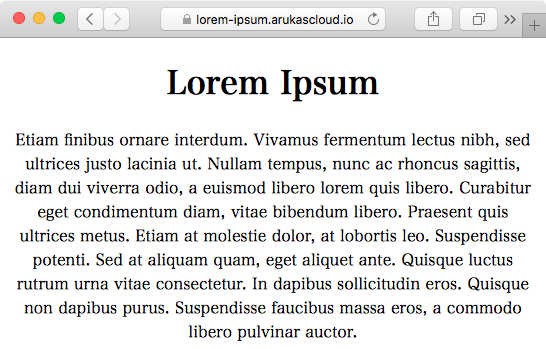 lorem-ipsum.arukascloud.io
Lorem Ipsum
Etiam finibus ornare interdum. Vivamus fermentum lectus nibh, sed
ultrices justo lacinia ut. Nullam tempus, nunc ac rhoncus sagittis,
diam dui viverra odio, a euismod libero lorem quis libero. Curabitur
eget condimentum diam, vitae bibendum libero. Praesent quis
ultrices metus. Etiam at molestie dolor, at lobortis leo. Suspendisse
potenti. Sed at aliquam quam, eget aliquet ante. Quisque luctus
rutrum urna vitae consectetur. In dapibus sollicitudin eros. Quisque
non dapibus purus. Suspendisse faucibus massa eros, a commodo
libero pulvinar auctor.